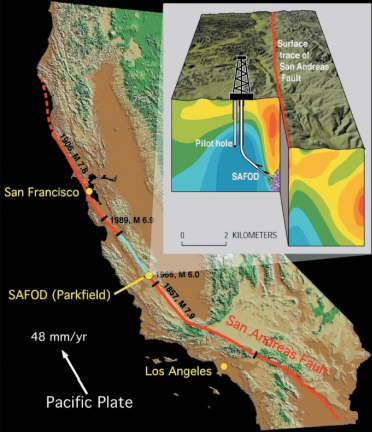 Surface
trace of
San Andreas
Fault
Pilot hole
SAFOD
0 2 KILOMETERS
1906, M 7.8
San Francisco
1989, M 6.9
1966, M 6.0
SAFOD (Parkfield)
1857, M 7.9
48 mm/yr
San Andreas Fault
Los Angeles
Pacific Plate